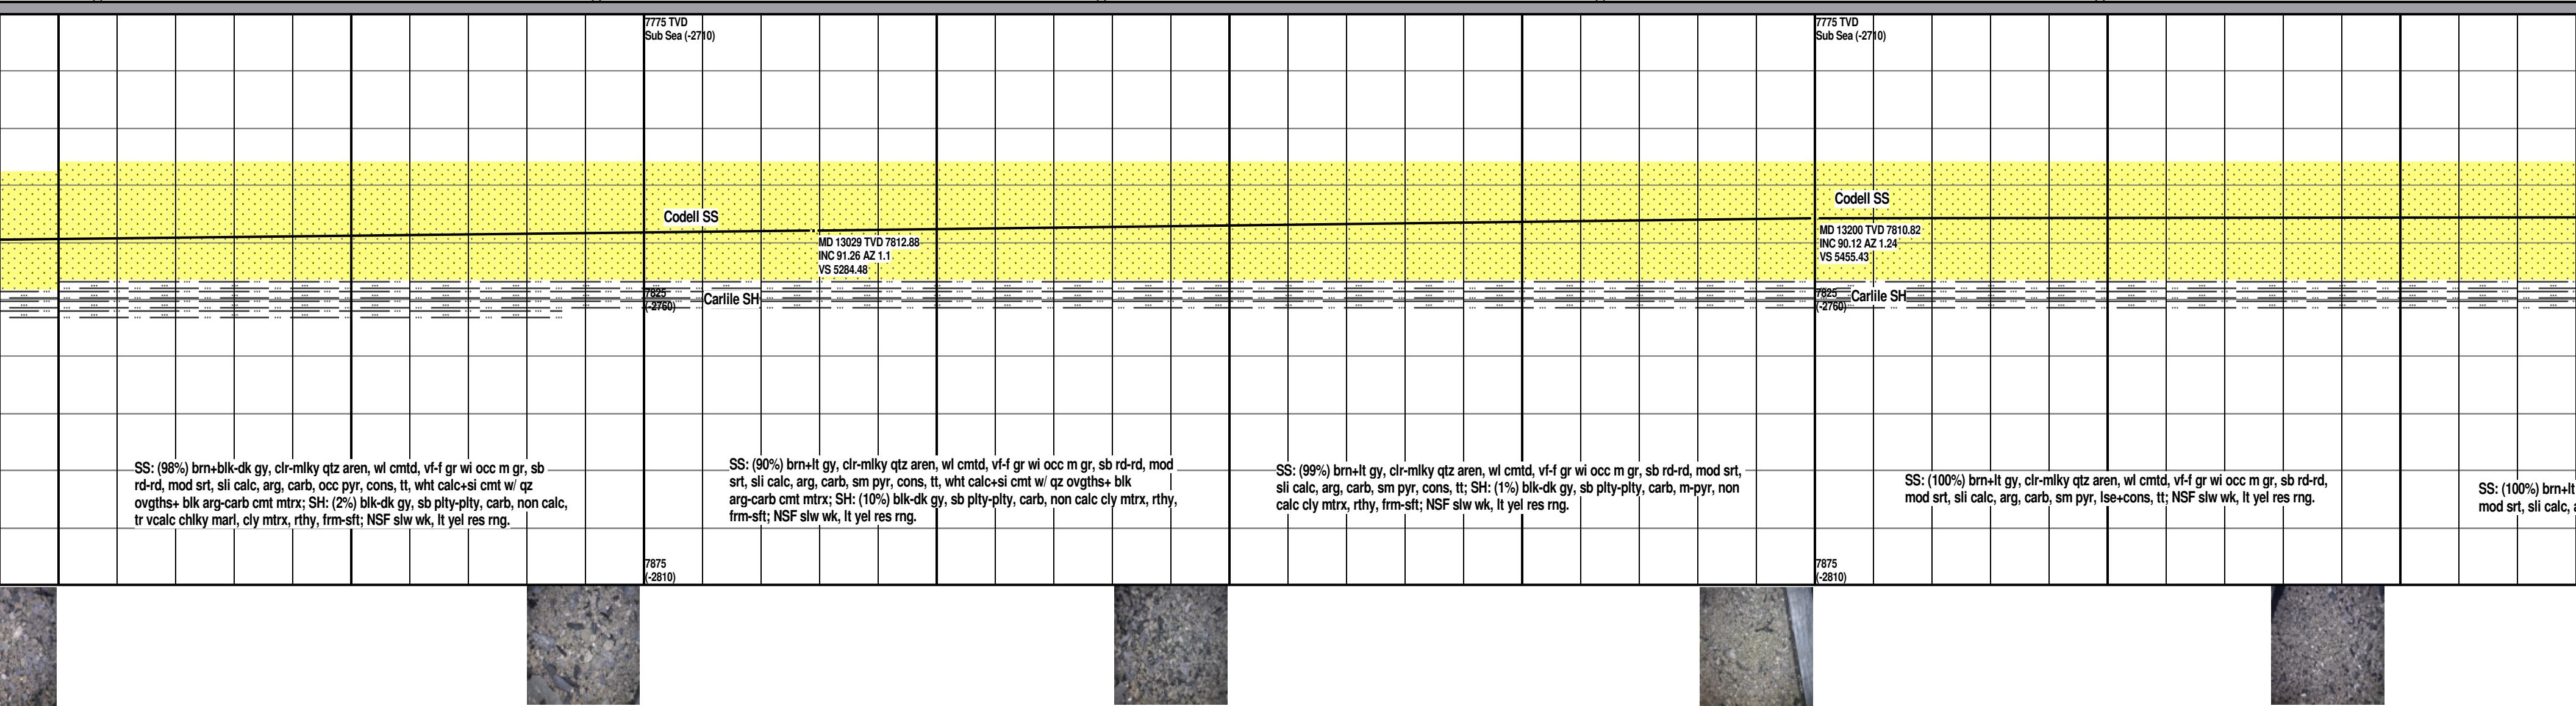 7775 TVD
Sub Sea (-2710)
7775 TVD
Sub Sea (-2710)
Codell SS
Codell SS
MD 13029 TVD 7812.88
INC 91.26 AZ 1.1
VS 5284.48
MD 13200 TVD 7810.82
INC 90.12 AZ 1.24
VS 5455.43
7825
(-2760)
Carlile SH
7825
(-2760)
Carlile SH
SS: (98%) brn+blk-dk gy, clr-mlky qtz aren, wl cmtd, vf-f gr wi occ m gr, sb
rd-rd, mod srt, sli calc, arg, carb, occ pyr, cons, tt, wht calc+si cmt w/ qz
ovgths+ blk arg-carb cmt mtrx; SH: (2%) blk-dk gy, sb plty-plty, carb, non calc,
tr vcalc chlky marl, cly mtrx, rthy, frm-sft; NSF slw wk, lt yel res rng.
SS: (90%) brn+lt gy, clr-mlky qtz aren, wl cmtd, vf-f gr wi occ m gr, sb rd-rd, mod
srt, sli calc, arg, carb, sm pyr, cons, tt, wht calc+si cmt w/ qz ovgths+ blk
arg-carb cmt mtrx; SH: (10%) blk-dk gy, sb plty-plty, carb, non calc cly mtrx, rthy,
frm-sft; NSF slw wk, lt yel res rng.
SS: (99%) brn+lt gy, clr-mlky qtz aren, wl cmtd, vf-f gr wi occ m gr, sb rd-rd, mod srt,
sli calc, arg, carb, sm pyr, cons, tt; SH: (1%) blk-dk gy, sb plty-plty, carb, m-pyr, non
calc cly mtrx, rthy, frm-sft; NSF slw wk, lt yel res rng.
SS: (100%) brn+lt gy, clr-mlky qtz aren, wl cmtd, vf-f gr wi occ m gr, sb rd-rd,
mod srt, sli calc, arg, carb, sm pyr, lse+cons, tt; NSF slw wk, lt yel res rng.
SS: (100%) brn+lt
mod srt, sli calc,
7875
(-2810)
7875
(-2810)